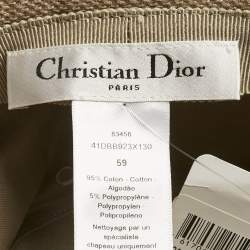 Christian Dior
PARIS
83456
41DBB923X130
59
95% Coton - Cotton -
Algodão
5% Polypropylène -
Polypropylen -
Polipropileno
Nettoyage par un
spécialiste
chapeau uniquement